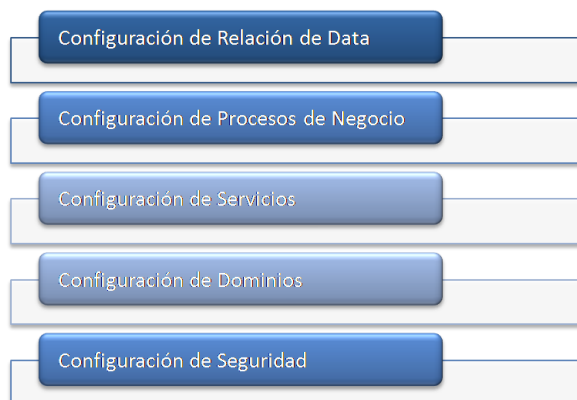 Configuración de Relación de Data
Configuración de Procesos de Negocio
Configuración de Servicios
Configuración de Dominios
Configuración de Seguridad